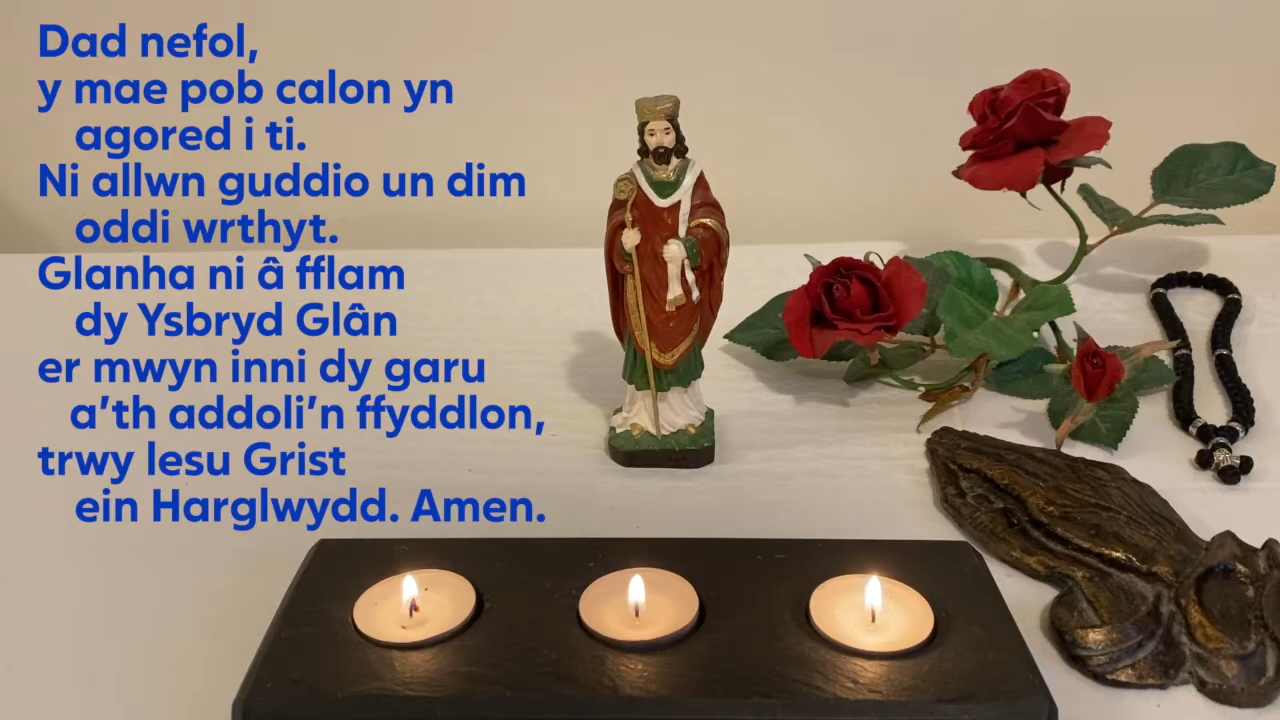 Dad nefol,
y mae pob calon yn
agored i ti.
Ni allwn guddio un dim
oddi wrthyt.
Glanha ni â fflam
dy Ysbryd Glân
er mwyn inni dy garu
a’th addoli’n ffyddlon,
trwy Iesu Grist
ein Harglwydd. Amen.